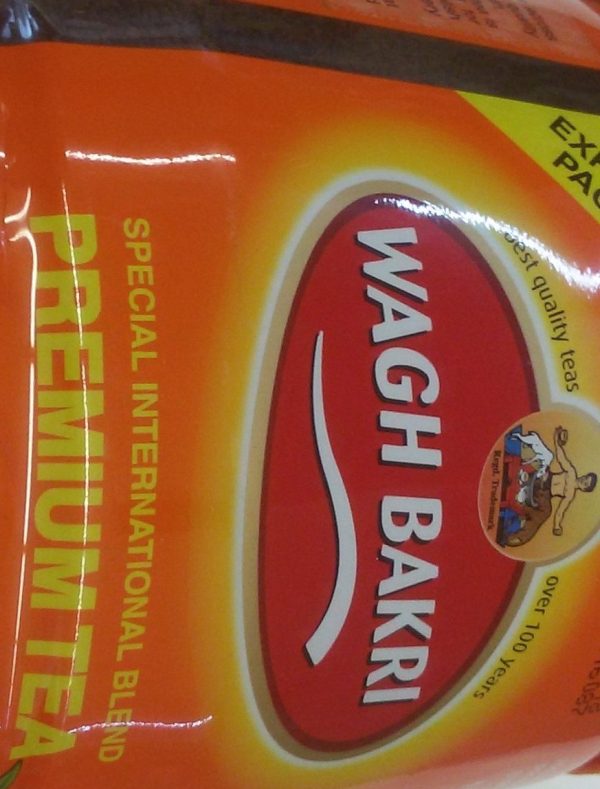 best quality teas
over 100 years
Regd. Trademark
WAGH BAKRI
SPECIAL INTERNATIONAL BLEND
PREMIUM TEA